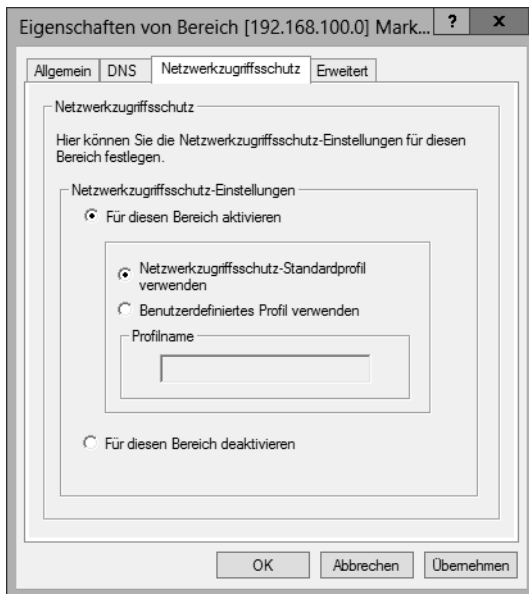 Eigenschaften von Bereich [192.168.100.0] Mark...
?
x
Allgemein
DNS
Netzwerkzugriffsschutz
Erweitert
Netzwerkzugriffsschutz
Hier können Sie die Netzwerkzugriffsschutz-Einstellungen für diesen
Bereich festlegen.
Netzwerkzugriffsschutz-Einstellungen
Für diesen Bereich aktivieren
Netzwerkzugriffsschutz-Standardprofil
verwenden
Benutzerdefiniertes Profil verwenden
Profilname
Für diesen Bereich deaktivieren
OK
Abbrechen
Übernehmen